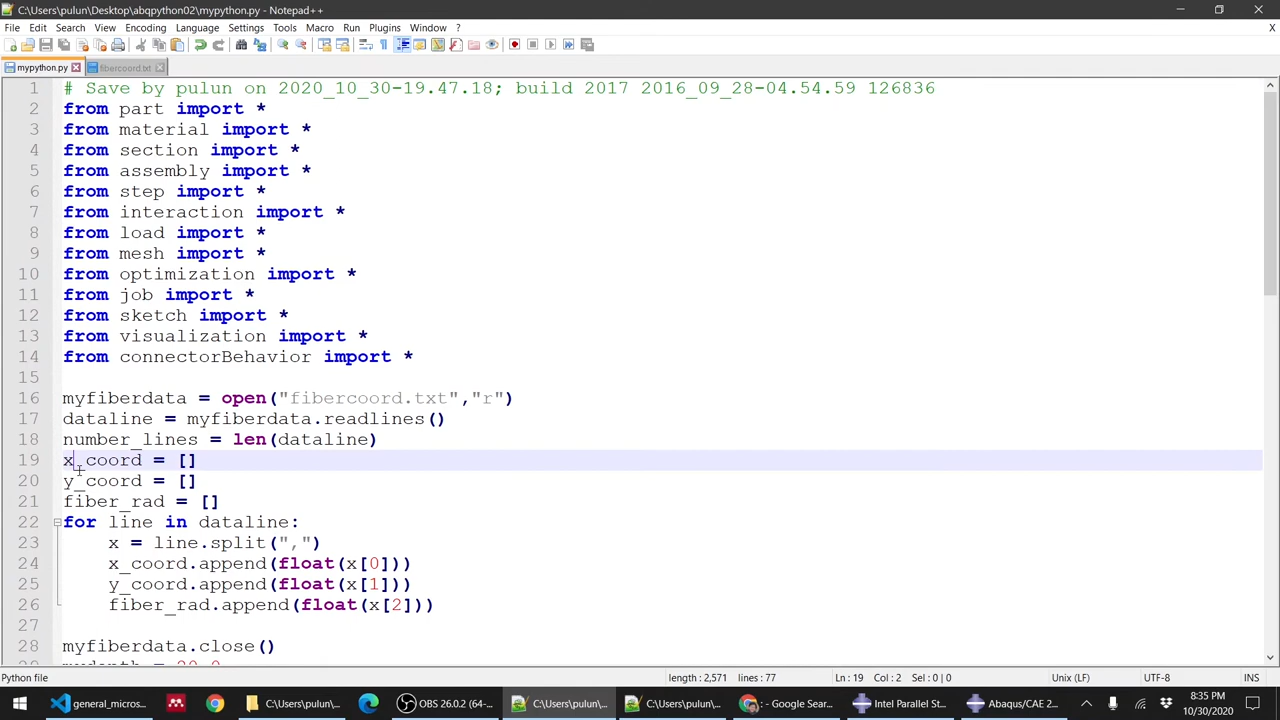 C:\Users\pulun\Desktop\abqpython02\mypython.py - Notepad++
File Edit Search View Encoding Language Settings Tools Macro Run Plugins Window ? X
mypython.py fibercoord.txt
1 # Save by pulun on 2020_10_30-19.47.18; build 2017 2016_09_28-04.54.59 126836
2 from part import *
3 from material import *
4 from section import *
5 from assembly import *
6 from step import *
7 from interaction import *
8 from load import *
9 from mesh import *
10 from optimization import *
11 from job import *
12 from sketch import *
13 from visualization import *
14 from connectorBehavior import *
15
16 myfiberdata = open("fibercoord.txt","r")
17 dataline = myfiberdata.readlines()
18 number_lines = len(dataline)
19 x_coord = []
20 y_coord = []
21 fiber_rad = []
22 for line in dataline:
23 x = line.split(",")
24 x_coord.append(float(x[0]))
25 y_coord.append(float(x[1]))
26 fiber_rad.append(float(x[2]))
27
28 myfiberdata.close()
Python file length : 2,571 lines : 77 Ln : 19 Col : 2 Sel : 0 | 0 Unix (LF) UTF-8 INS
general_micros... C:\Users\pulun\... OBS 26.0.2 (64-... C:\Users\pulun\... C:\Users\pulun\... : - Google Sear... Intel Parallel St... Abaqus/CAE 2... 8:35 PM
10/30/2020